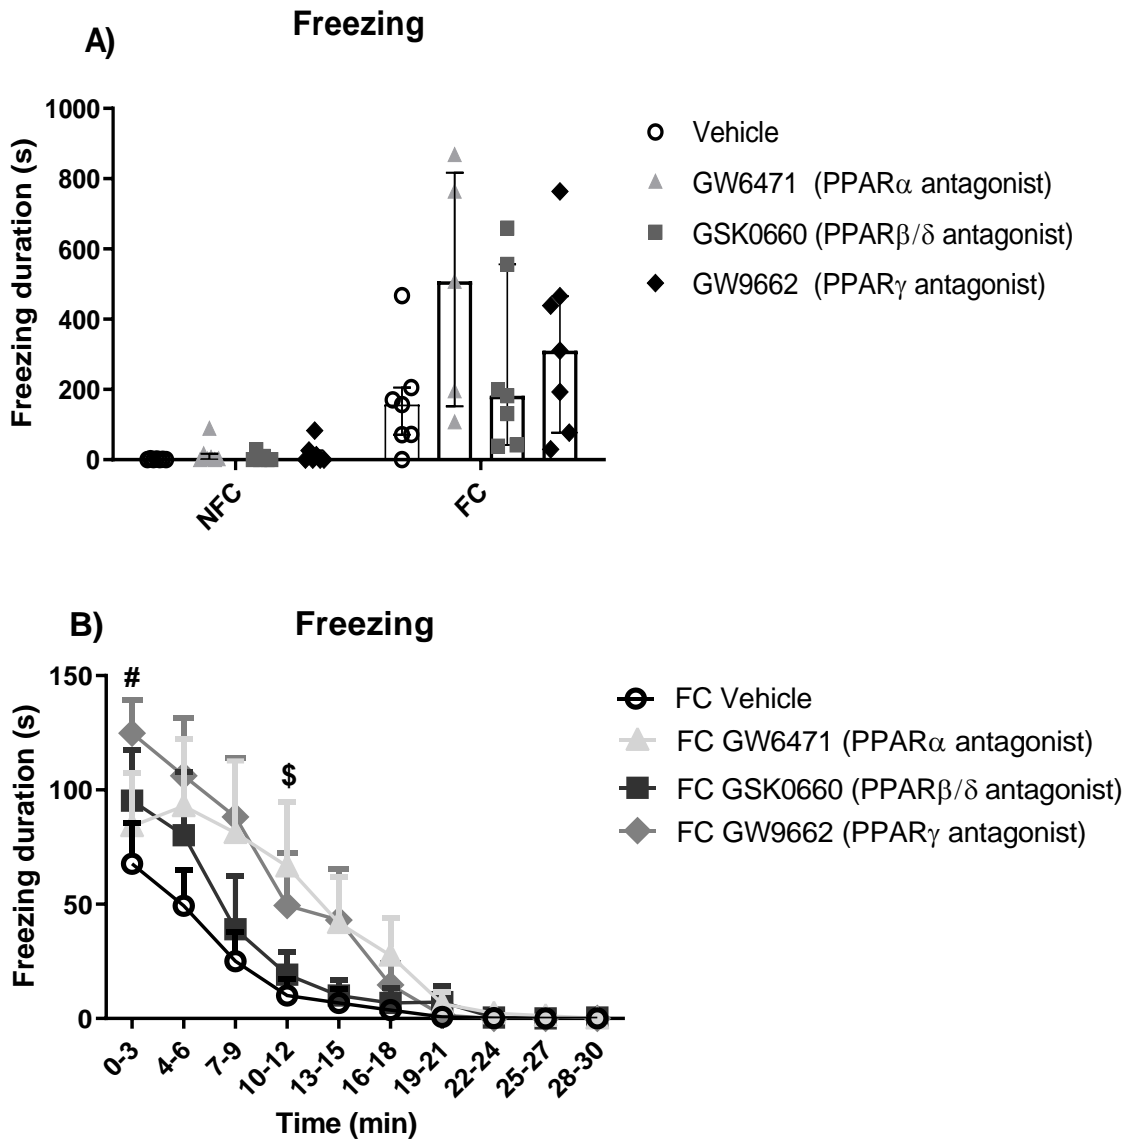 Freezing
A)
Freezing duration (s)
1000
800
600
400
200
0
NFC
FC
Vehicle
GW6471 (PPARα antagonist)
GSK0660 (PPARβ/δ antagonist)
GW9662 (PPARγ antagonist)
B)
Freezing
Freezing duration (s)
150
100
50
0
#
$
0-3
4-6
7-9
10-12
13-15
16-18
19-21
22-24
25-27
28-30
Time (min)
FC Vehicle
FC GW6471 (PPARα antagonist)
FC GSK0660 (PPARβ/δ antagonist)
FC GW9662 (PPARγ antagonist)